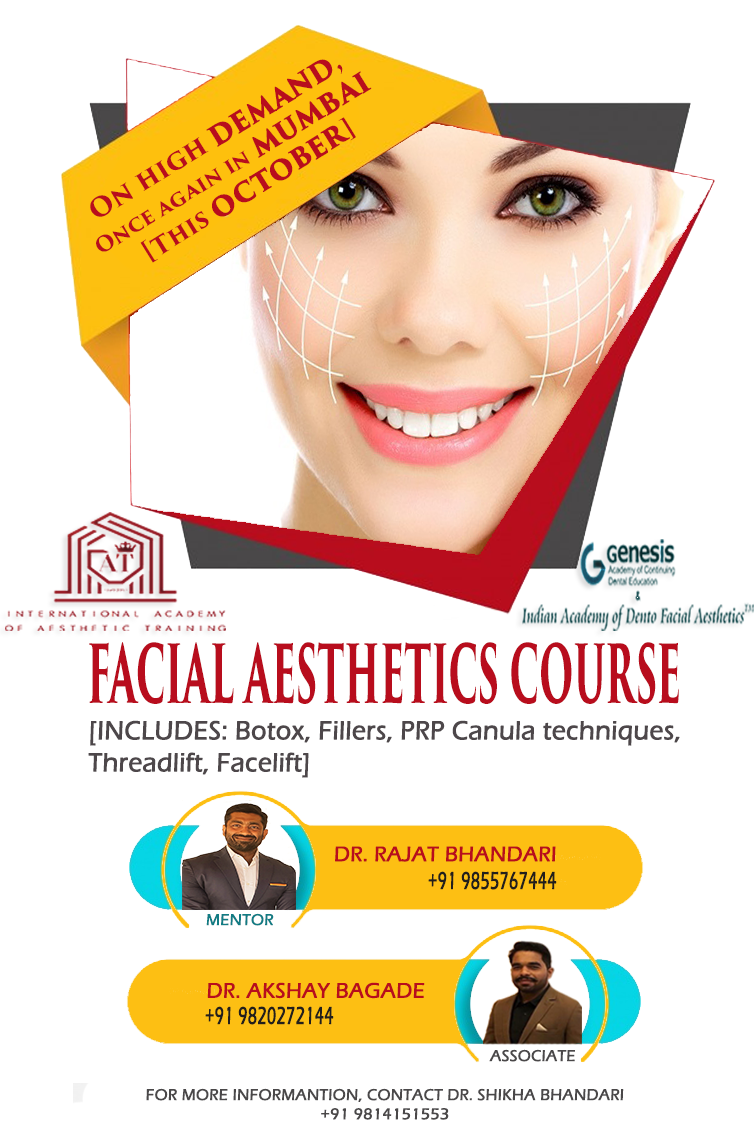 ON HIGH DEMAND,
ONCE AGAIN IN MUMBAI
[THIS OCTOBER]
AT
INTERNATIONAL ACADEMY
OF AESTHETIC TRAINING
Genesis
Academy of Continuing
Dental Education
&
Indian Academy of Dento Facial Aesthetics™
FACIAL AESTHETICS COURSE
[INCLUDES: Botox, Fillers, PRP Canula techniques,
Threadlift, Facelift]
DR. RAJAT BHANDARI
+91 9855767444
MENTOR
DR. AKSHAY BAGADE
+91 9820272144
ASSOCIATE
FOR MORE INFORMANTION, CONTACT DR. SHIKHA BHANDARI
+91 9814151553